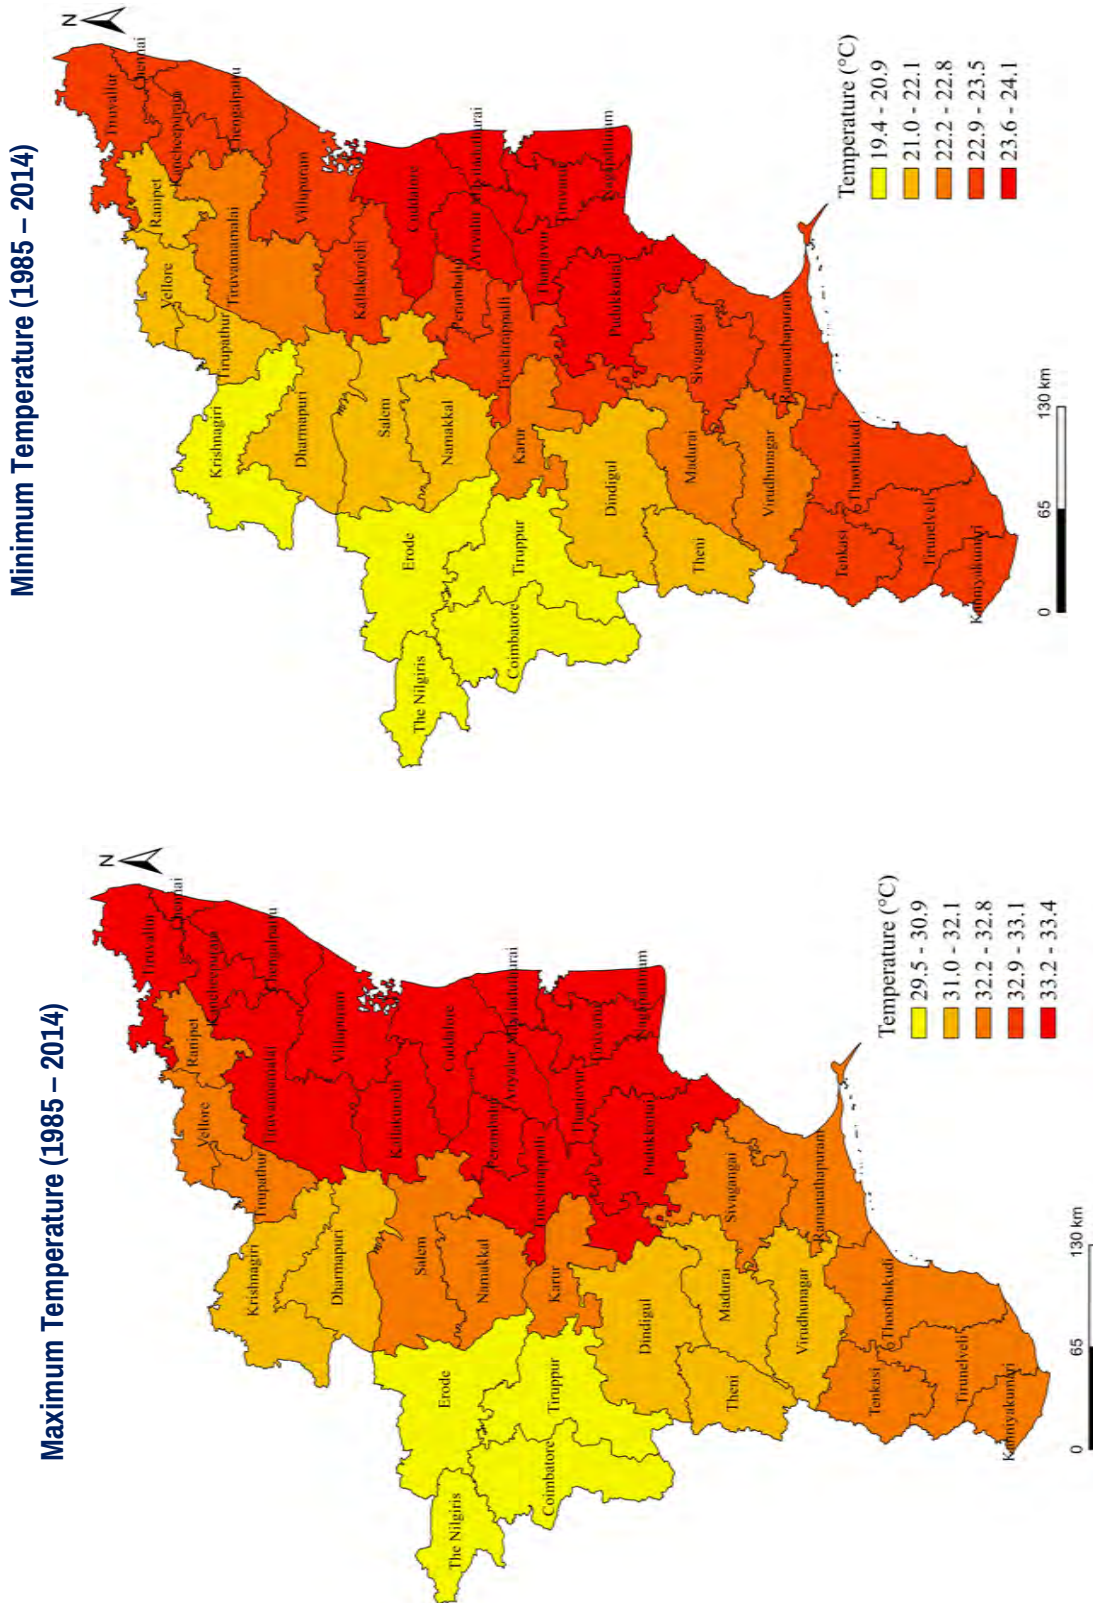 Maximum Temperature (1985 – 2014)
N
Tiruvallur
Chennai
Ranipet
Kancheepuram
Vellore
Chengalpattu
Tirupathur
Tiruvannamalai
Villupuram
Krishnagiri
Dharmapuri
Kallakurichi
Salem
Cuddalore
Namakkal
Perambalur
Ariyalur
Mayiladuthurai
Erode
The Nilgiris
Tiruchirappalli
Karur
Thanjavur
Tiruvarur
Nagapattinam
Coimbatore
Tiruppur
Dindigul
Pudukkottai
Theni
Madurai
Sivagangai
Virudhunagar
Ramanathapuram
Tenkasi
Thoothukudi
Tirunelveli
Kanniyakumari
Temperature (°C)
29.5 - 30.9
31.0 - 32.1
32.2 - 32.8
32.9 - 33.1
33.2 - 33.4
0 65 130 km
Minimum Temperature (1985 – 2014)
N
Tiruvallur
Chennai
Ranipet
Kancheepuram
Vellore
Chengalpattu
Tirupathur
Tiruvannamalai
Villupuram
Krishnagiri
Dharmapuri
Kallakurichi
Salem
Cuddalore
Namakkal
Perambalur
Ariyalur
Mayiladuthurai
Erode
The Nilgiris
Tiruchirappalli
Karur
Thanjavur
Tiruvarur
Nagapattinam
Coimbatore
Tiruppur
Dindigul
Pudukkottai
Theni
Madurai
Sivagangai
Virudhunagar
Ramanathapuram
Tenkasi
Thoothukudi
Tirunelveli
Kanniyakumari
Temperature (°C)
19.4 - 20.9
21.0 - 22.1
22.2 - 22.8
22.9 - 23.5
23.6 - 24.1
0 65 130 km